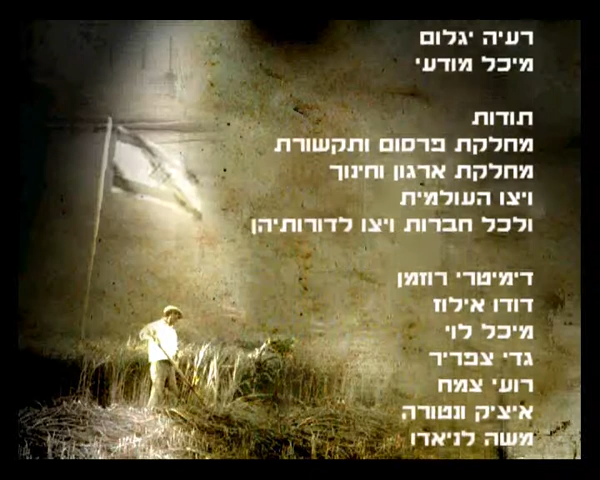 רעיה יגלום
מיכל מודעי
תודות
מחלקת פרסום ותקשורת
מחלקת ארגון וחינוך
ויצו העולמית
ולכל חברות ויצו לדורותיהן
דימיטרי רוזמן
דודו אילוז
מיכל לוי
גדי צפריר
רועי צמח
איציק ונטורה
משה לניאדו